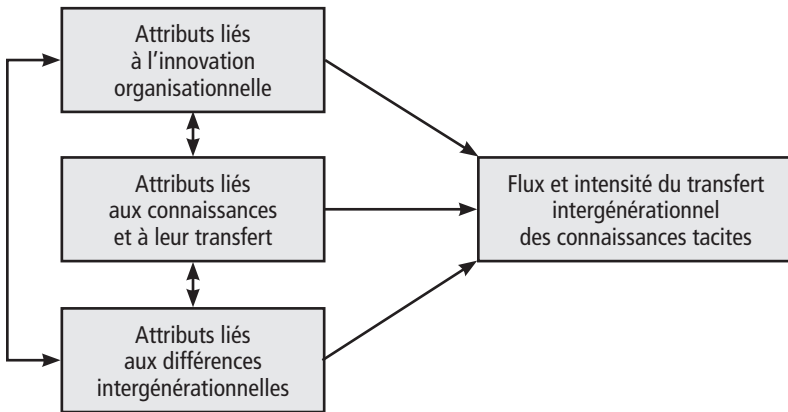 Attributs liés
à l’innovation
organisationnelle
Attributs liés
aux connaissances
et à leur transfert
Flux et intensité du transfert
intergénérationnel
des connaissances tacites
Attributs liés
aux différences
intergénérationnelles